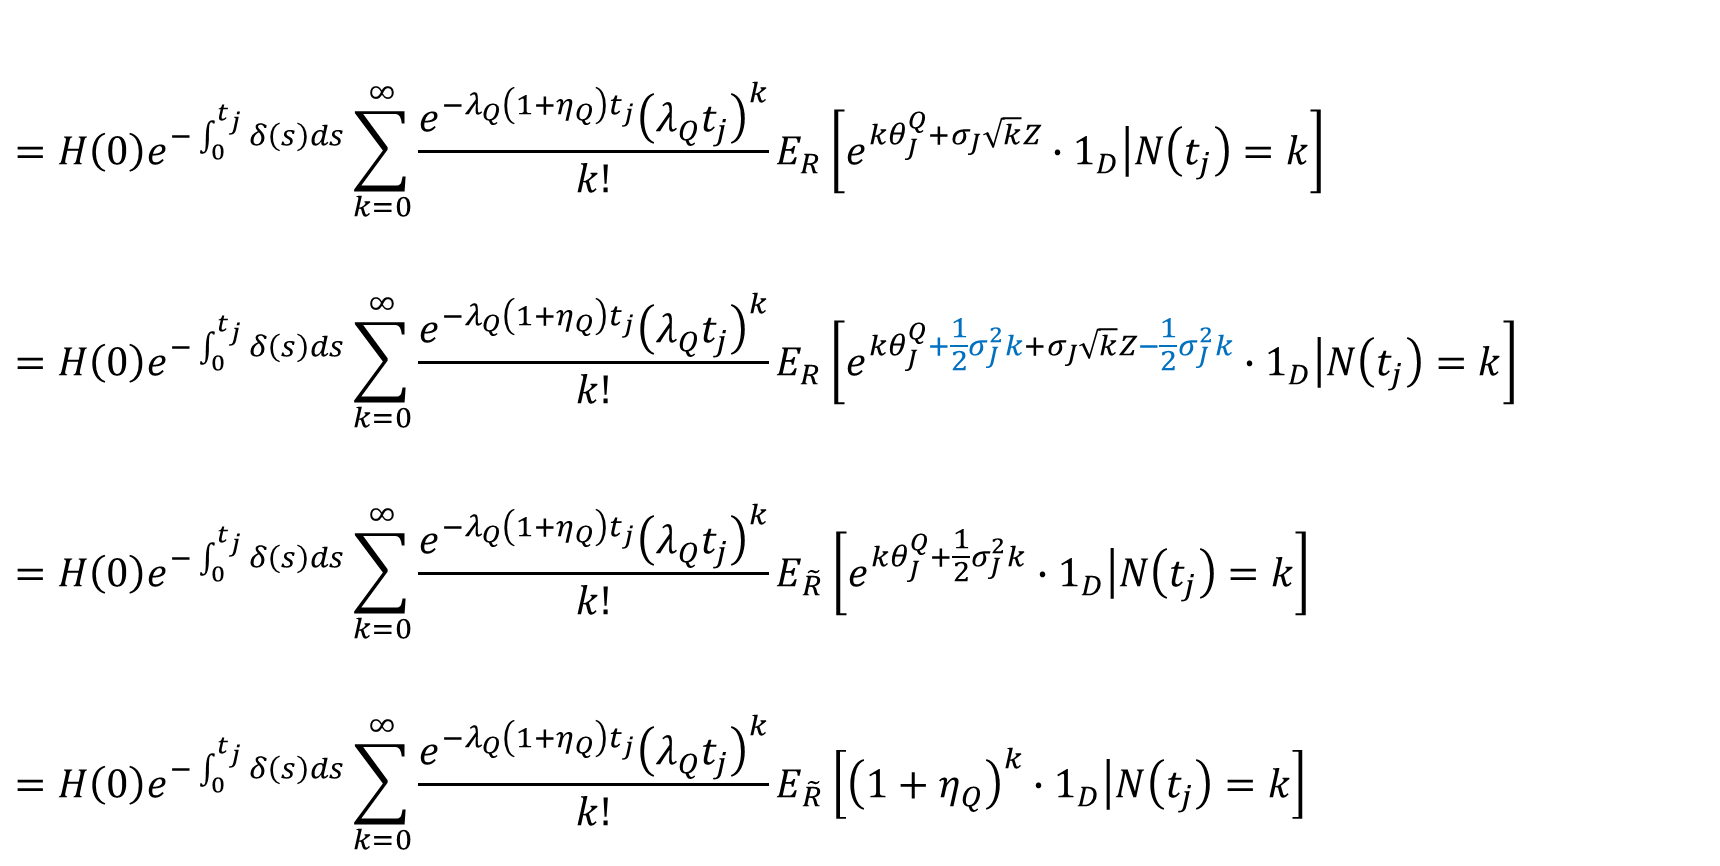 $= H(0)e^{-\int_0^{t_j} \delta(s)ds} \sum_{k=0}^{\infty} \frac{e^{-\lambda_Q(1+\eta_Q)t_j}(\lambda_Q t_j)^k}{k!} E_R\left[e^{k\theta_J^Q+\sigma_J\sqrt{k}Z} \cdot 1_D | N(t_j) = k\right]$
$= H(0)e^{-\int_0^{t_j} \delta(s)ds} \sum_{k=0}^{\infty} \frac{e^{-\lambda_Q(1+\eta_Q)t_j}(\lambda_Q t_j)^k}{k!} E_R\left[e^{k\theta_J^Q+\frac{1}{2}\sigma_J^2 k+\sigma_J\sqrt{k}Z-\frac{1}{2}\sigma_J^2 k} \cdot 1_D | N(t_j) = k\right]$
$= H(0)e^{-\int_0^{t_j} \delta(s)ds} \sum_{k=0}^{\infty} \frac{e^{-\lambda_Q(1+\eta_Q)t_j}(\lambda_Q t_j)^k}{k!} E_{\tilde{R}}\left[e^{k\theta_J^Q+\frac{1}{2}\sigma_J^2 k} \cdot 1_D | N(t_j) = k\right]$
$= H(0)e^{-\int_0^{t_j} \delta(s)ds} \sum_{k=0}^{\infty} \frac{e^{-\lambda_Q(1+\eta_Q)t_j}(\lambda_Q t_j)^k}{k!} E_{\tilde{R}}\left[(1+\eta_Q)^k \cdot 1_D | N(t_j) = k\right]$